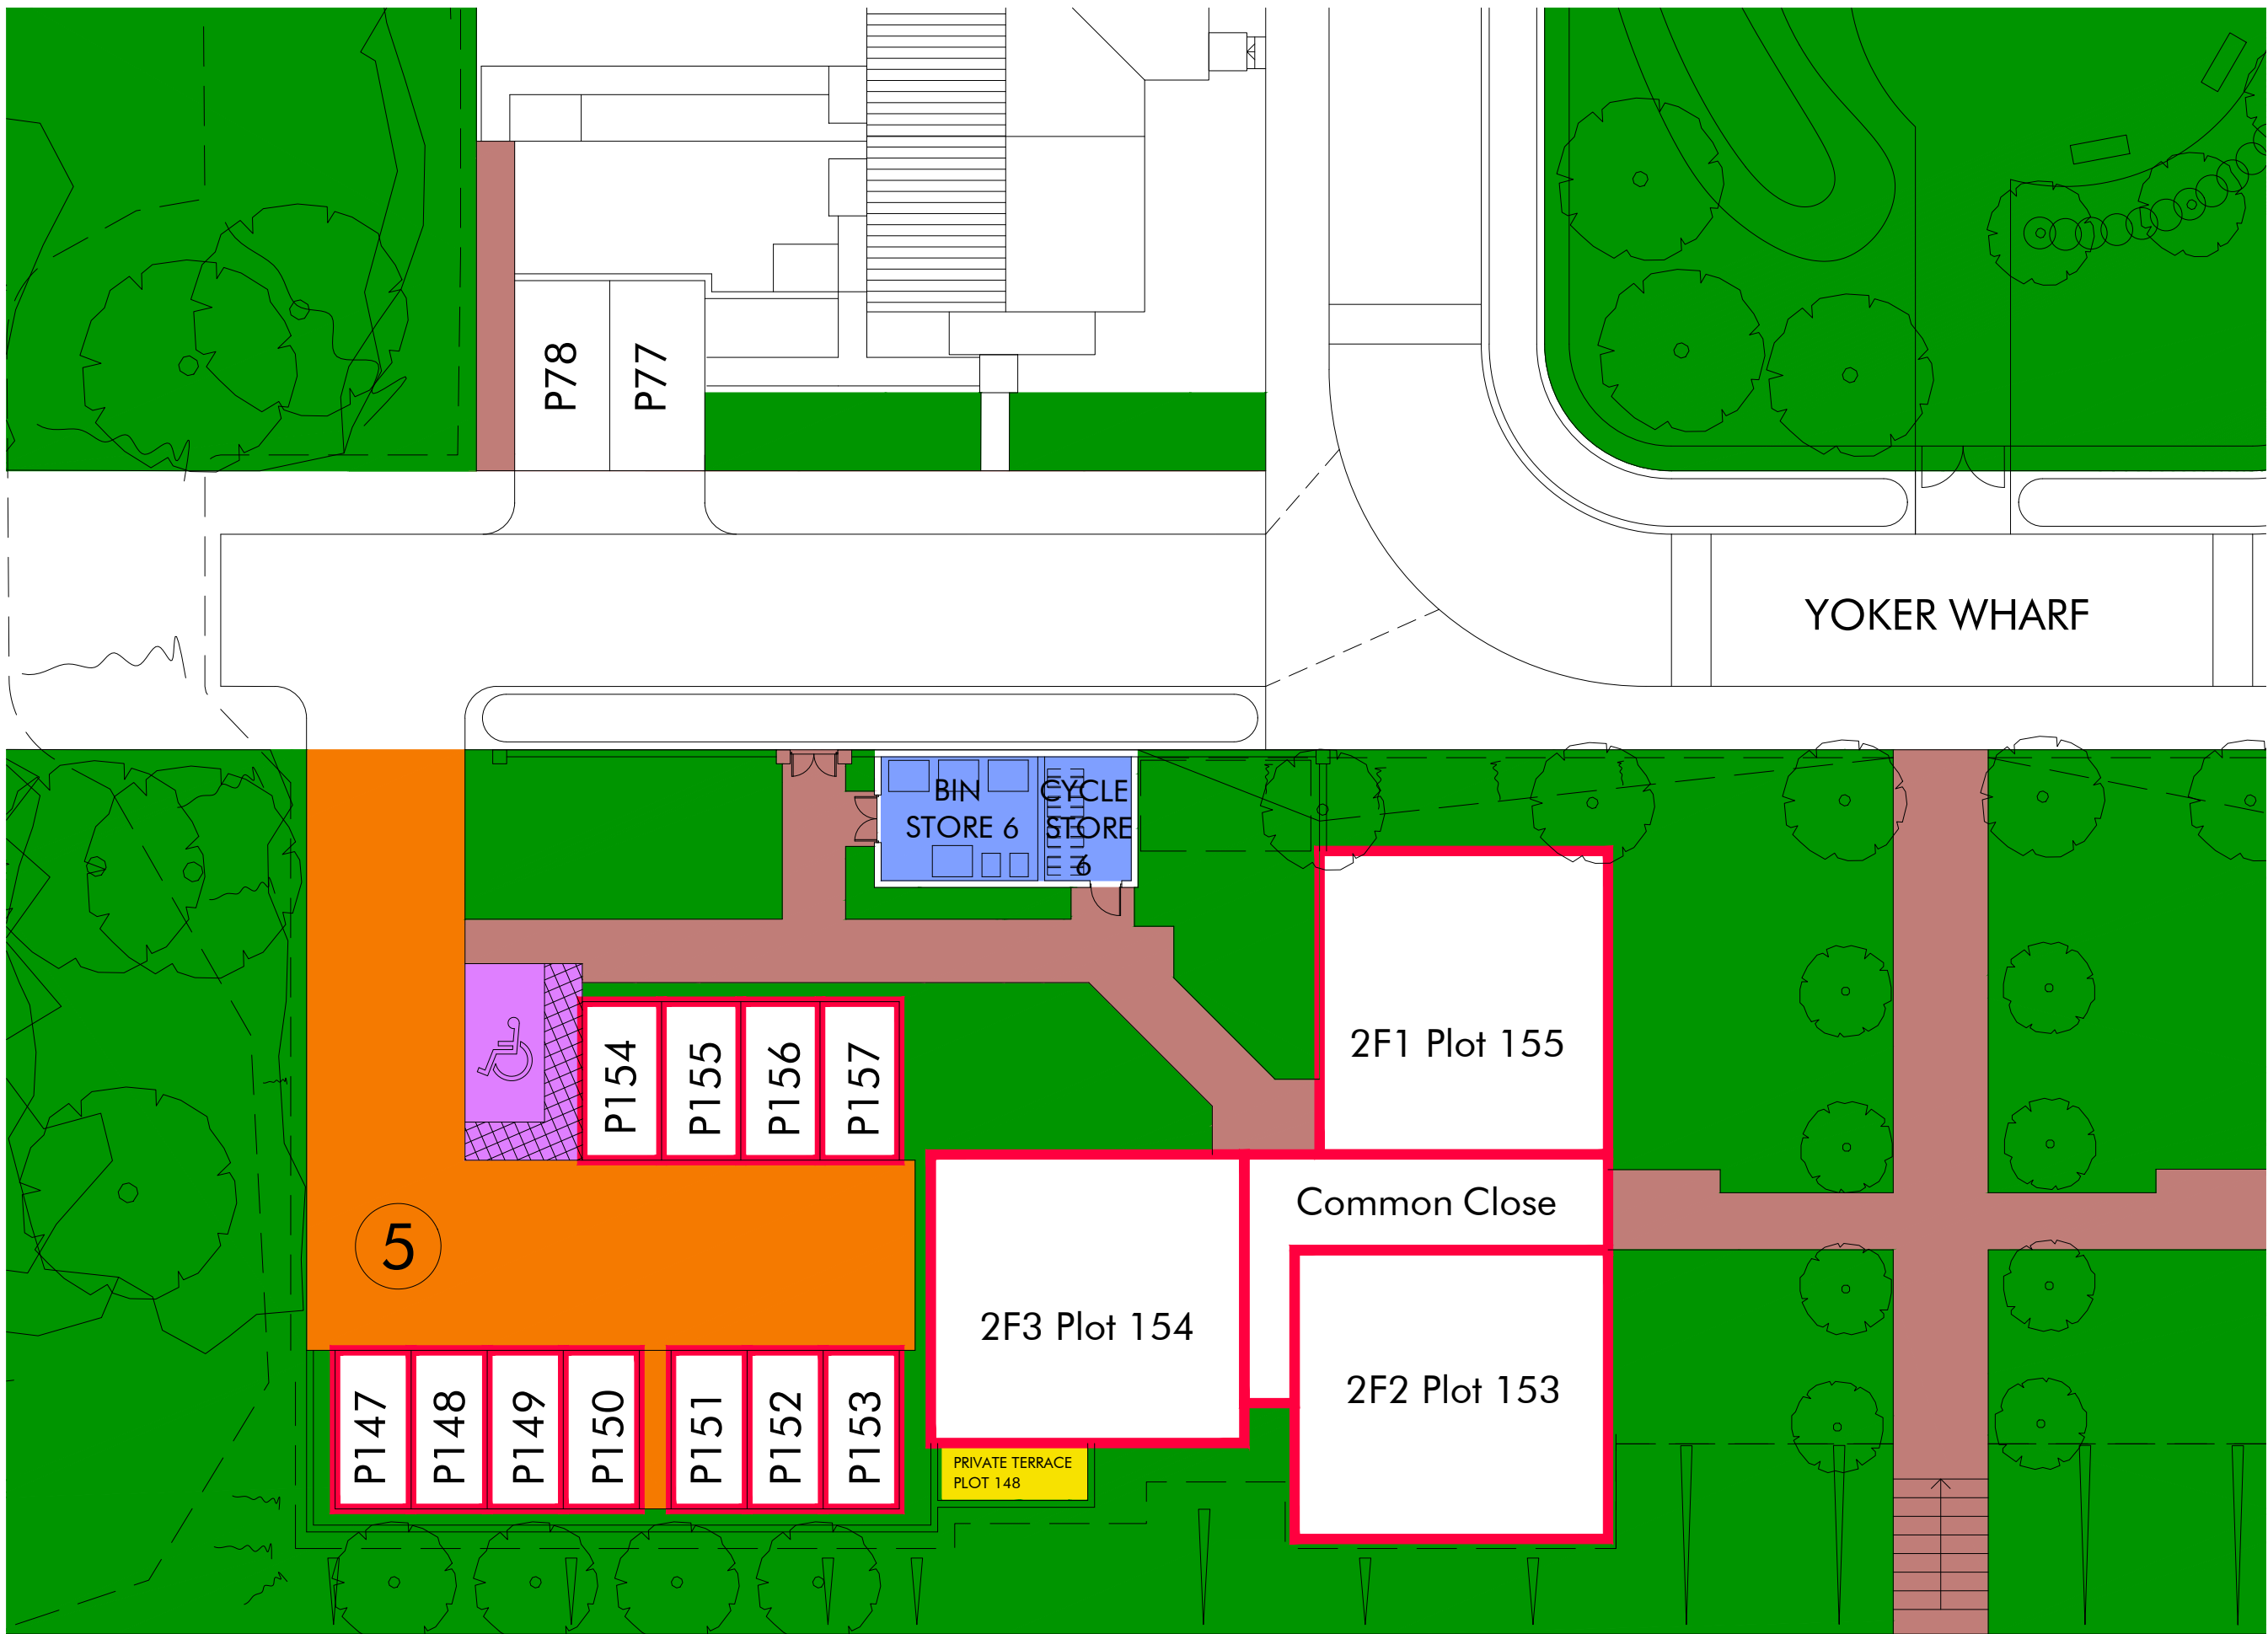 P78
P77
YOKER WHARF
BIN
STORE 6
CYCLE
STORE
6
P154
P155
P156
P157
2F1 Plot 155
Common Close
5
2F3 Plot 154
2F2 Plot 153
P147
P148
P149
P150
P151
P152
P153
PRIVATE TERRACE
PLOT 148